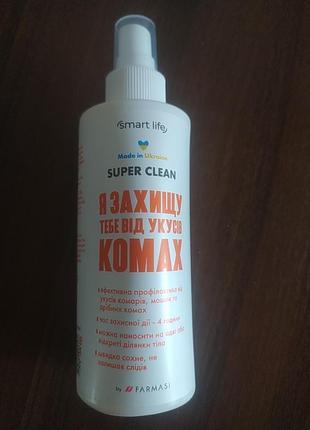 smart life
Made in Ukraine
SUPER CLEAN
Я ЗАХИЩУ
ТЕБЕ ВІД УКУСІВ
КОМАХ
ефективна профілактика від
укусів комарів, мошок та
дрібних комах
час захисної дії - 4 години
можна наносити на одяг або
відкриті ділянки тіла
швидко сохне, не
залишає слідів
by FARMASI